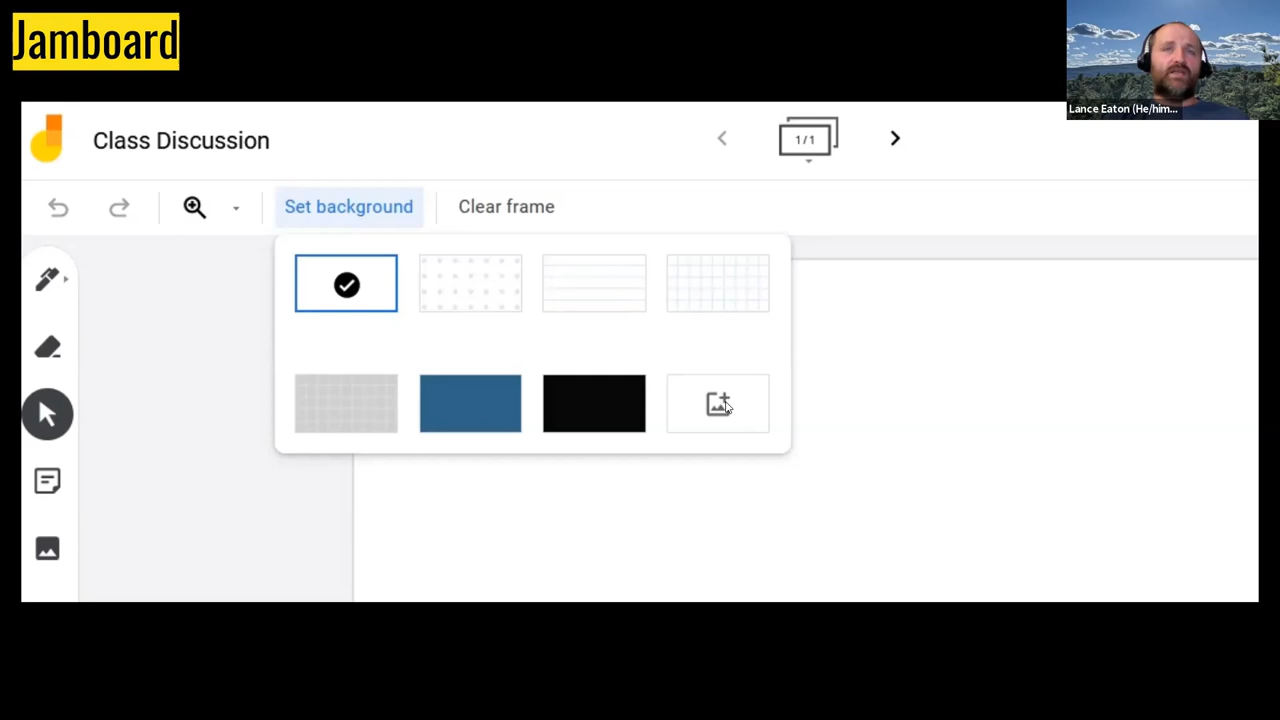 Jamboard
Lance Eaton (He/him...
Class Discussion
1/1
Set background
Clear frame